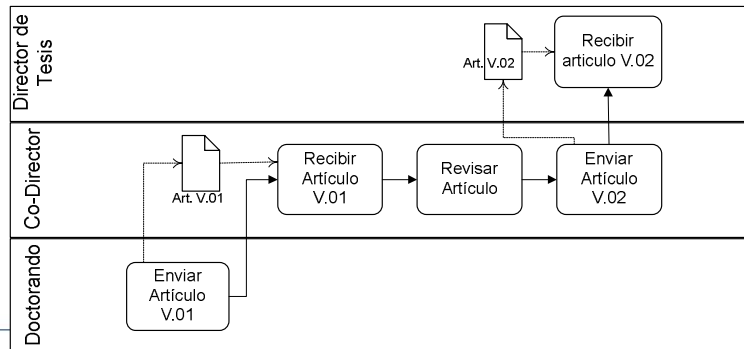 Director de
Tesis
Art. V.02
Recibir
articulo V.02
Co-Director
Art. V.01
Recibir
Artículo
V.01
Revisar
Artículo
Enviar
Artículo
V.02
Doctorando
Enviar
Artículo
V.01